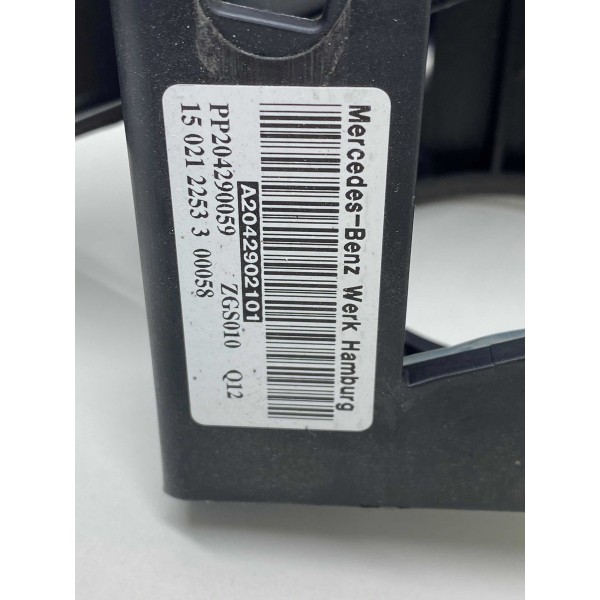 Mercedes-Benz Werk Hamburg
A2042902101
PP204290059 ZGS010 Q12
15 021 2253 3 00058